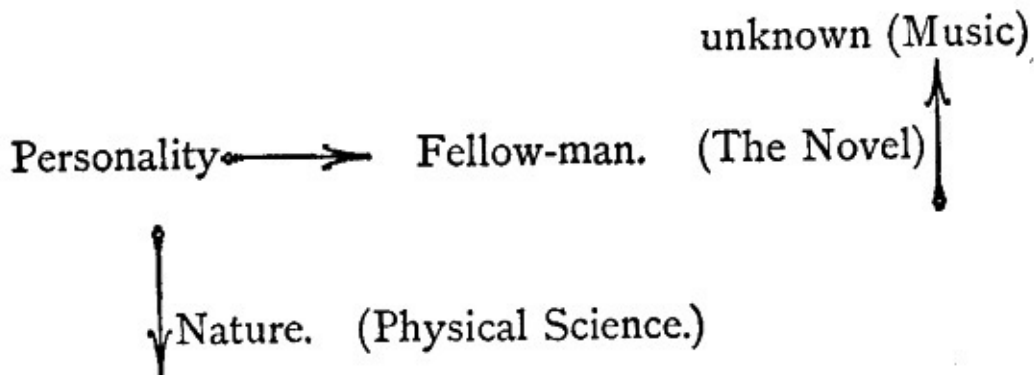 unknown (Music)
Personality Fellow-man. (The Novel)
Nature. (Physical Science.)